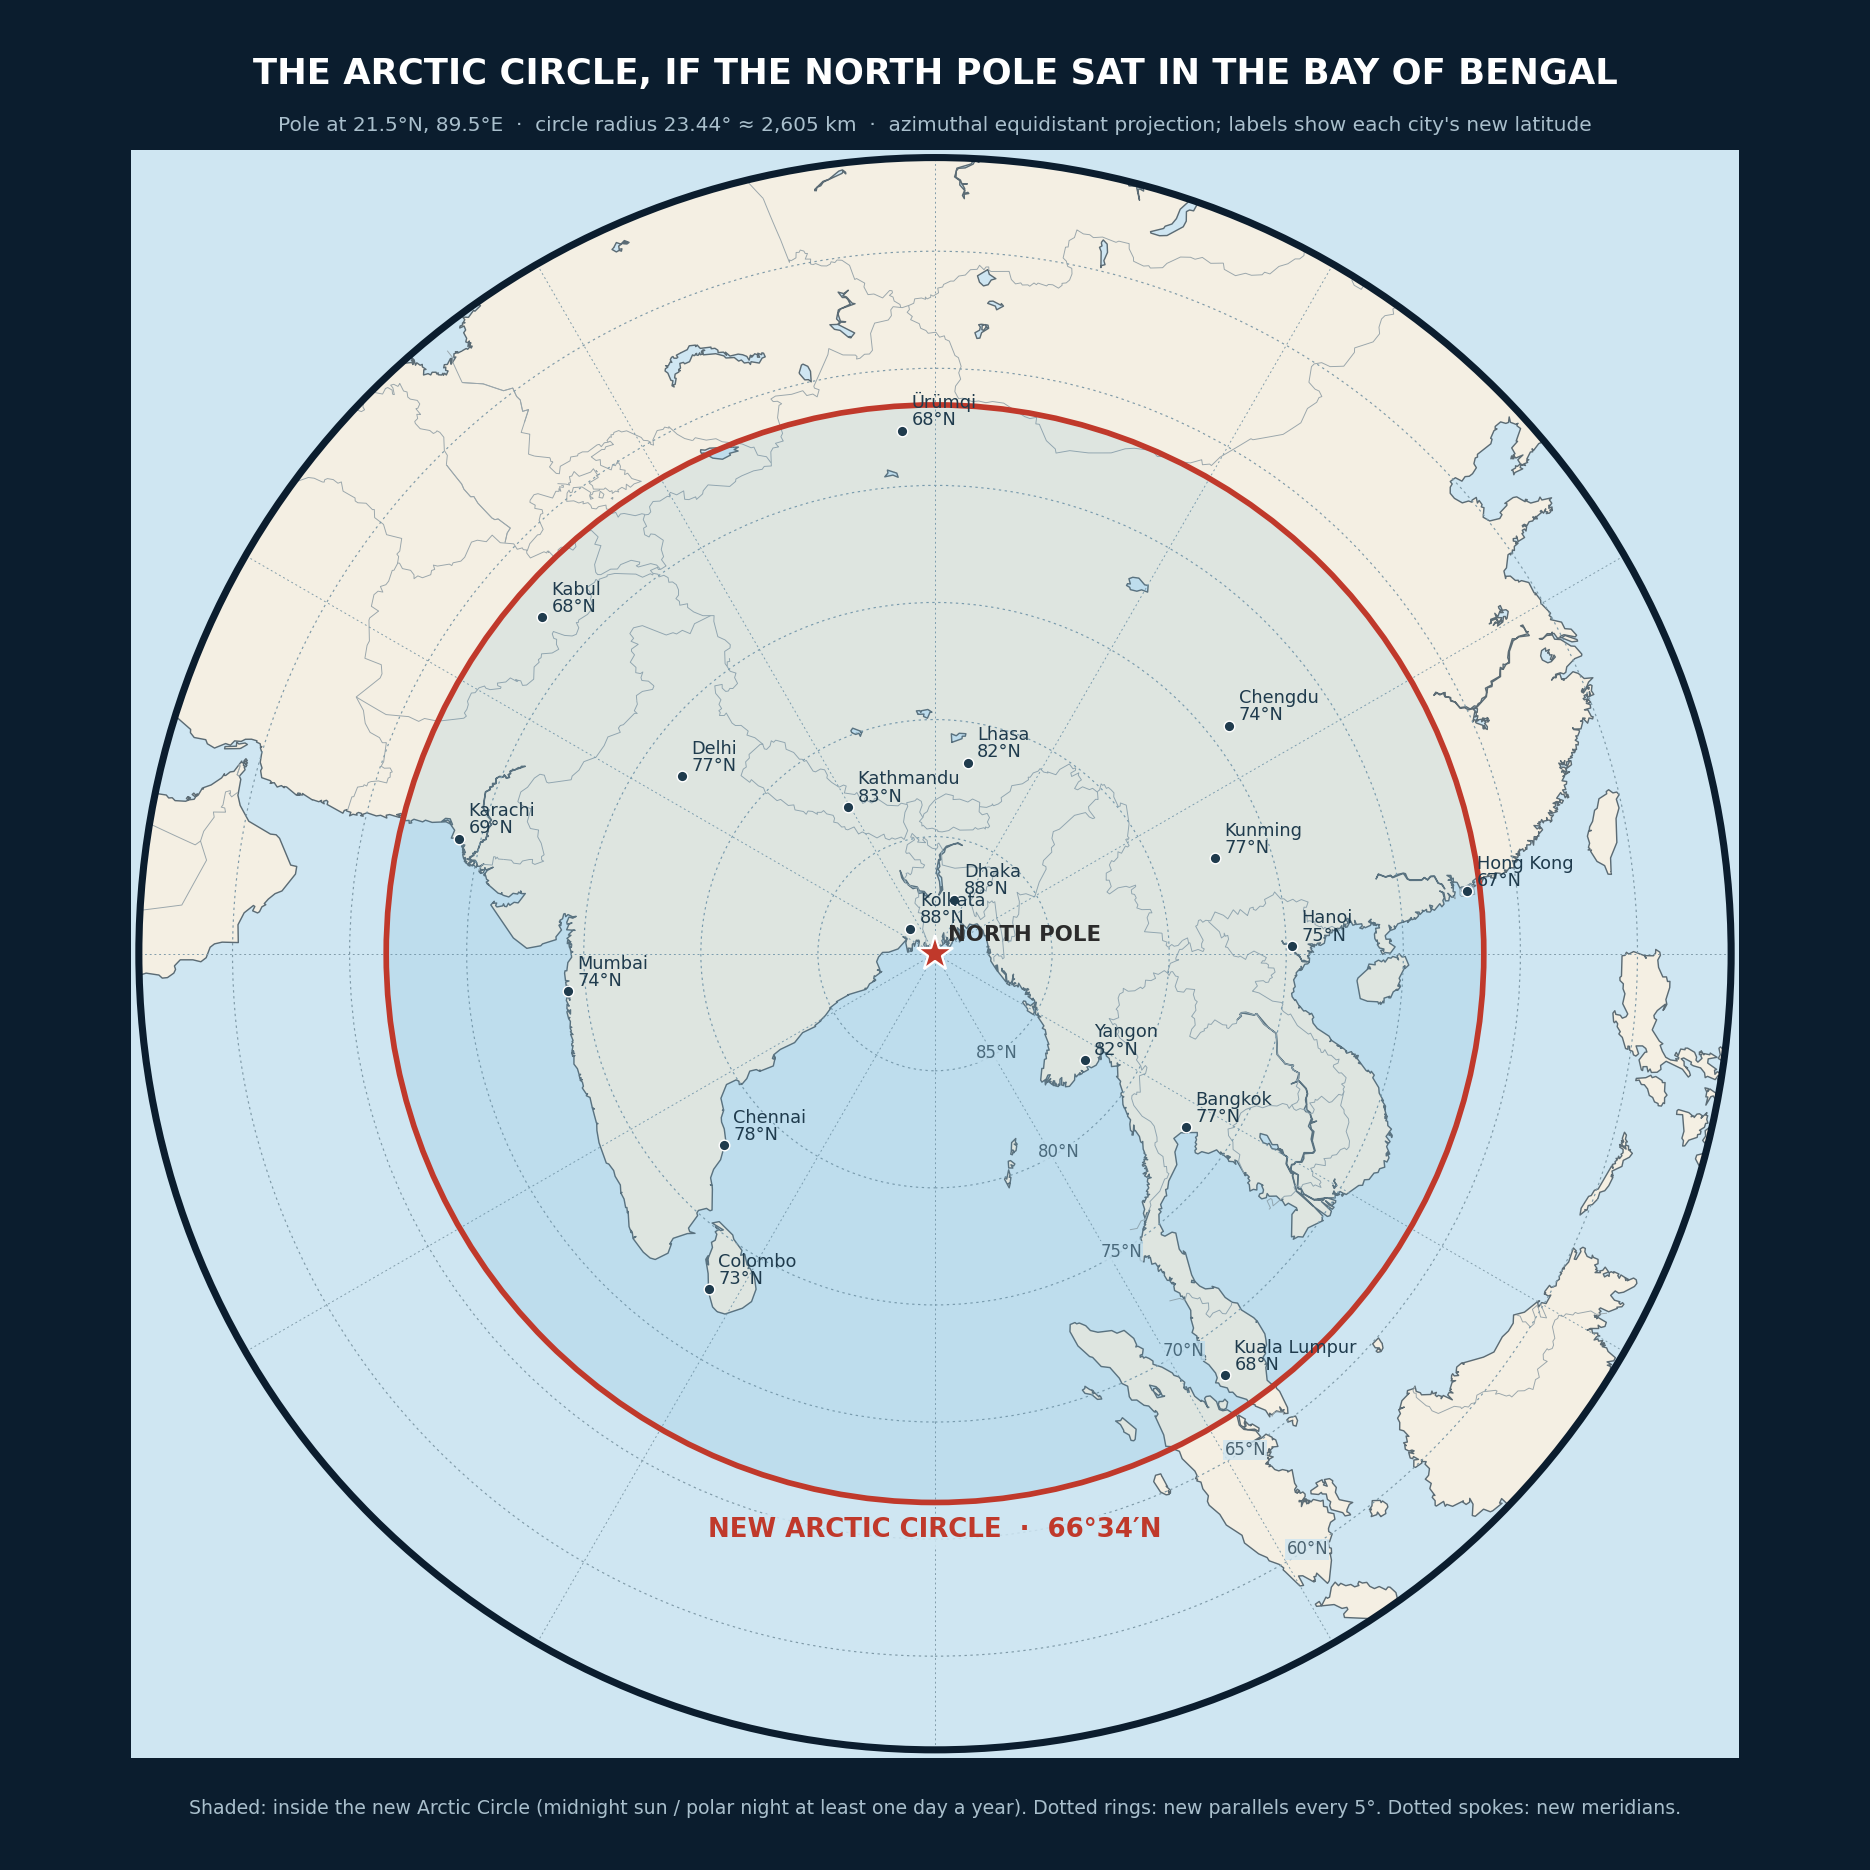 THE ARCTIC CIRCLE, IF THE NORTH POLE SAT IN THE BAY OF BENGAL
Pole at 21.5°N, 89.5°E · circle radius 23.44° ≈ 2,605 km · azimuthal equidistant projection; labels show each city's new latitude
Ürümqi
68°N
Kabul
68°N
Chengdu
74°N
Delhi
77°N
Lhasa
82°N
Kathmandu
83°N
Karachi
69°N
Kunming
77°N
Hong Kong
67°N
Dhaka
88°N
Kolkata
88°N
NORTH POLE
Hanoi
75°N
Mumbai
74°N
Yangon
82°N
85°N
Bangkok
77°N
Chennai
78°N
80°N
75°N
Colombo
73°N
70°N
Kuala Lumpur
68°N
65°N
NEW ARCTIC CIRCLE · 66°34′N
60°N
Shaded: inside the new Arctic Circle (midnight sun / polar night at least one day a year). Dotted rings: new parallels every 5°. Dotted spokes: new meridians.